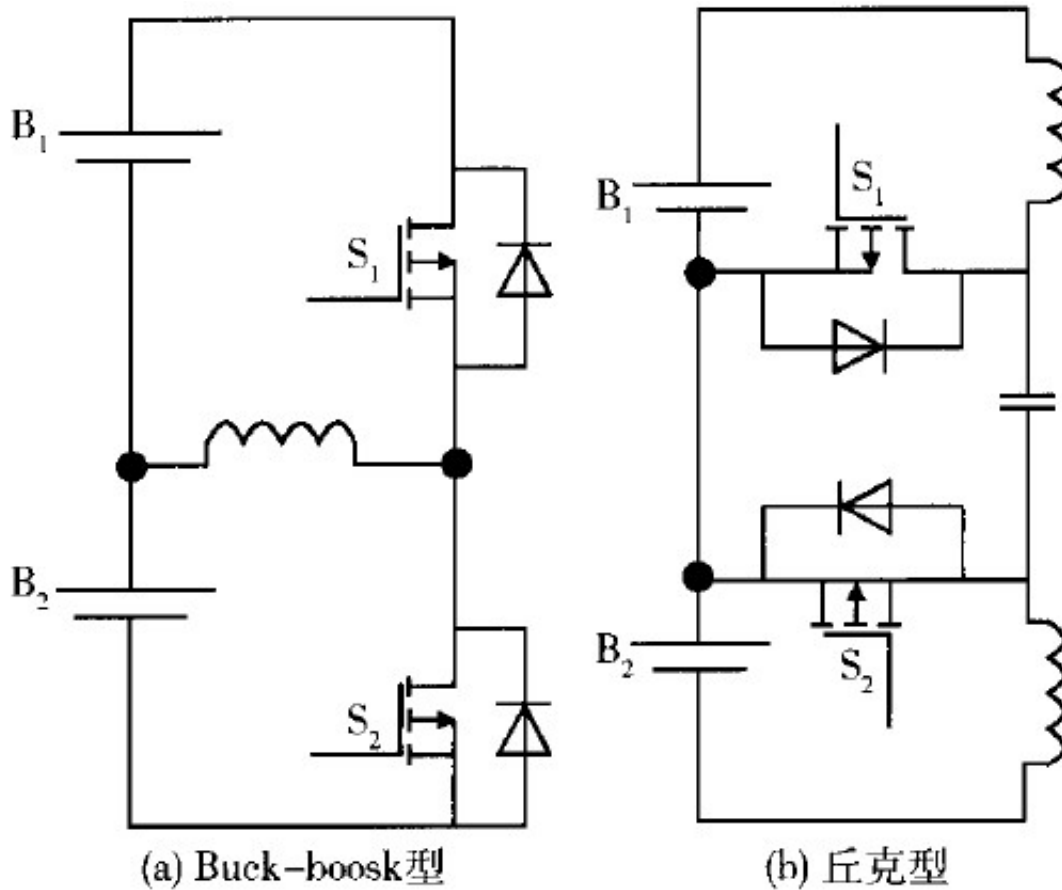 B₁
S₁
B₂
S₂
(a) Buck-boosk型
B₁
S₁
B₂
S₂
(b) 丘克型